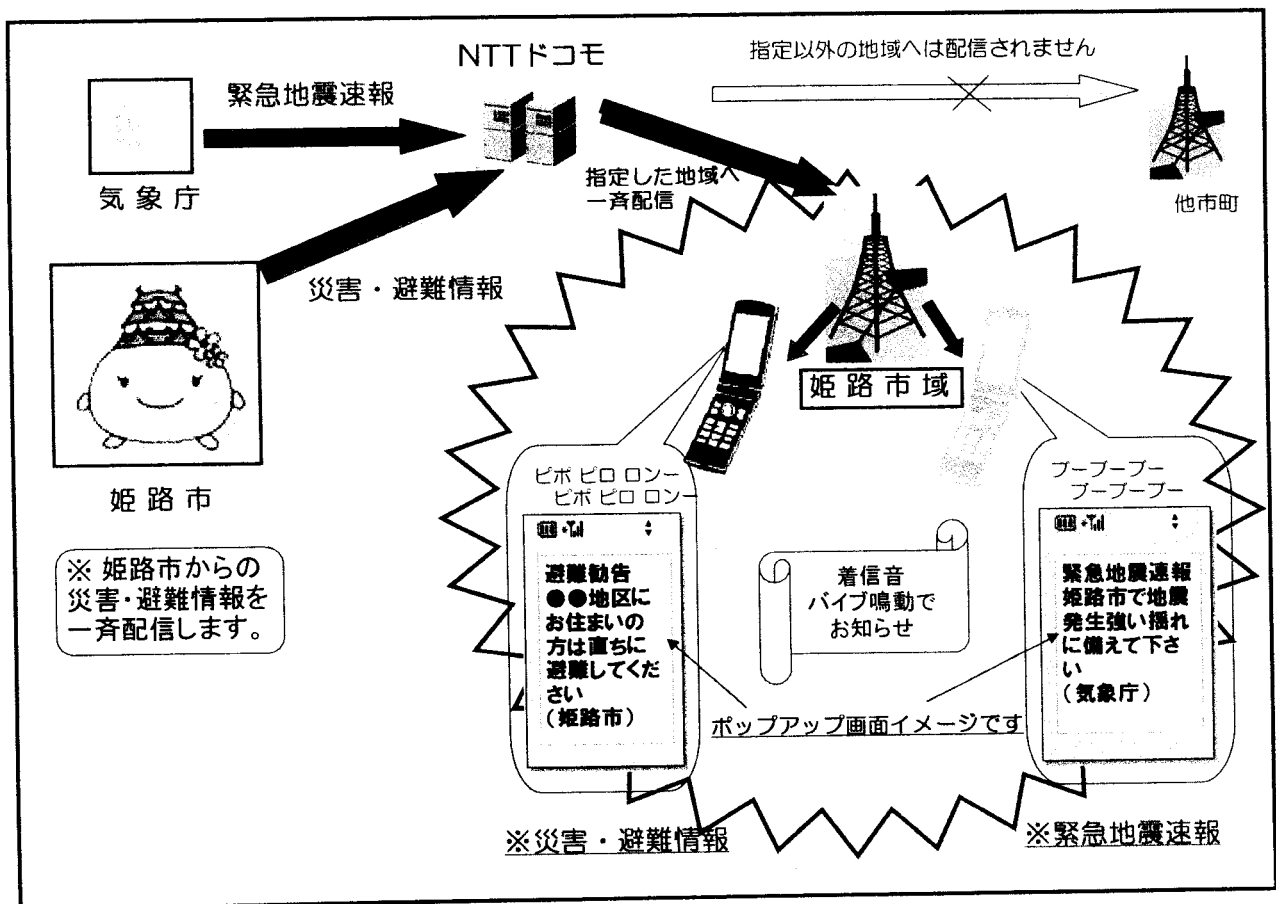 NTTドコモ
指定以外の地域へは配信されません
緊急地震速報
気象庁
指定した地域へ
一斉配信
他市町
災害・避難情報
姫路市域
姫路市
※ 姫路市からの
災害・避難情報を
一斉配信します。
ピポ ピロ ロンー
ピポ ピロ ロンー
避難勧告
●●地区に
お住まいの
方は直ちに
避難してくだ
さい
(姫路市)
着信音
バイブ鳴動で
お知らせ
ブーブーブー
ブーブーブー
緊急地震速報
姫路市で地震
発生強い揺れ
に備えて下さ
い
(気象庁)
ポップアップ画面イメージです
※災害・避難情報
※緊急地震速報